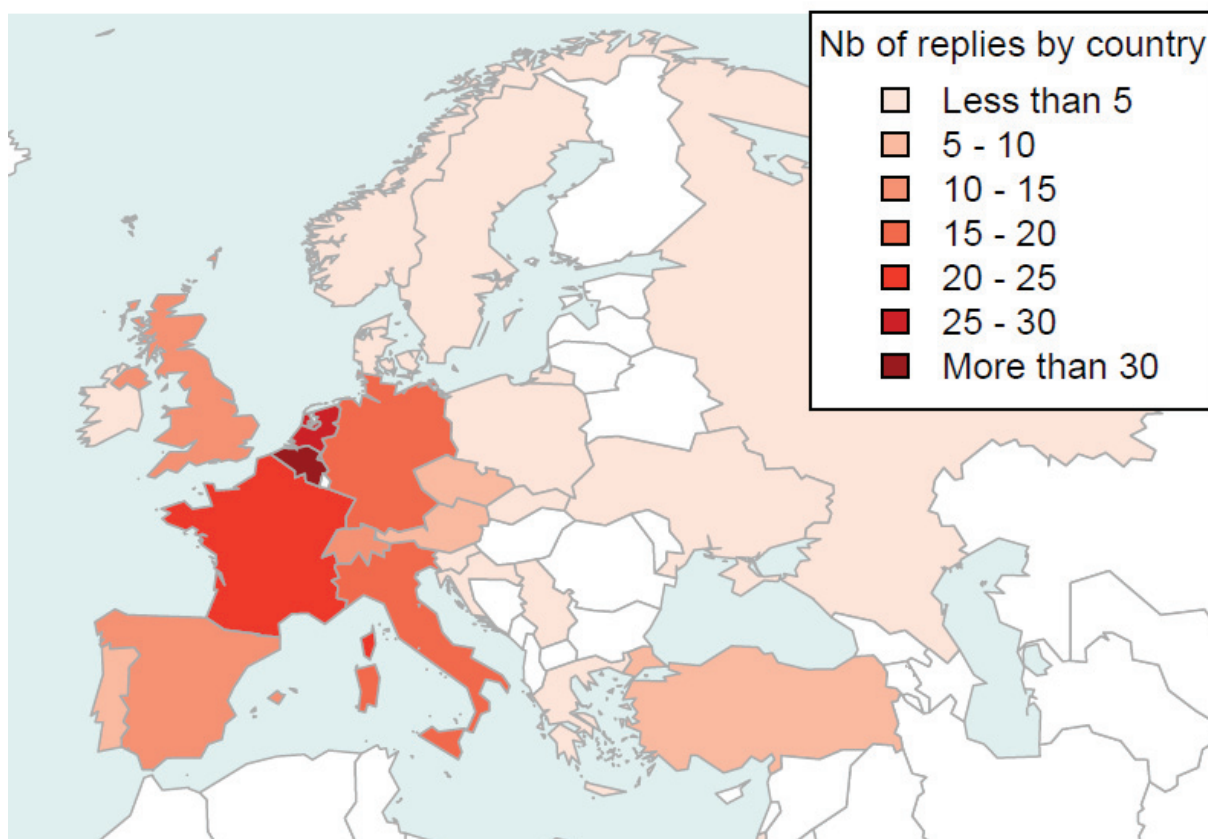 Nb of replies by country
Less than 5
5 - 10
10 - 15
15 - 20
20 - 25
25 - 30
More than 30